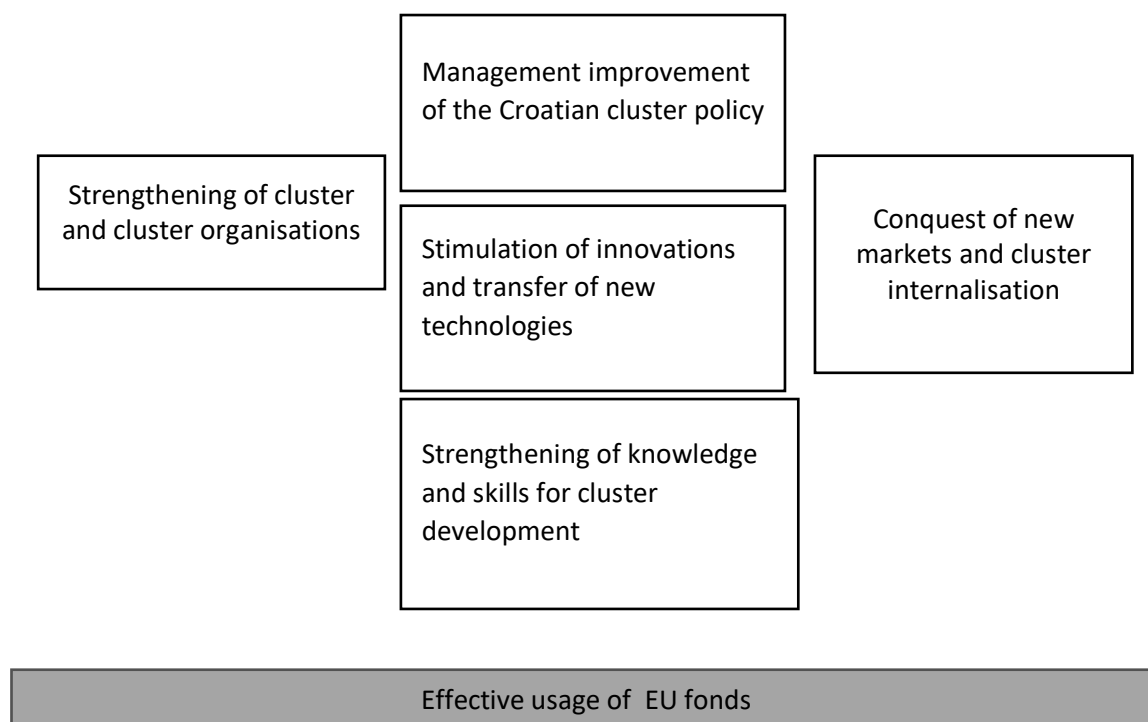 Management improvement
of the Croatian cluster policy
Strengthening of cluster
and cluster organisations
Stimulation of innovations
and transfer of new
technologies
Conquest of new
markets and cluster
internalisation
Strengthening of knowledge
and skills for cluster
development
Effective usage of EU fonds